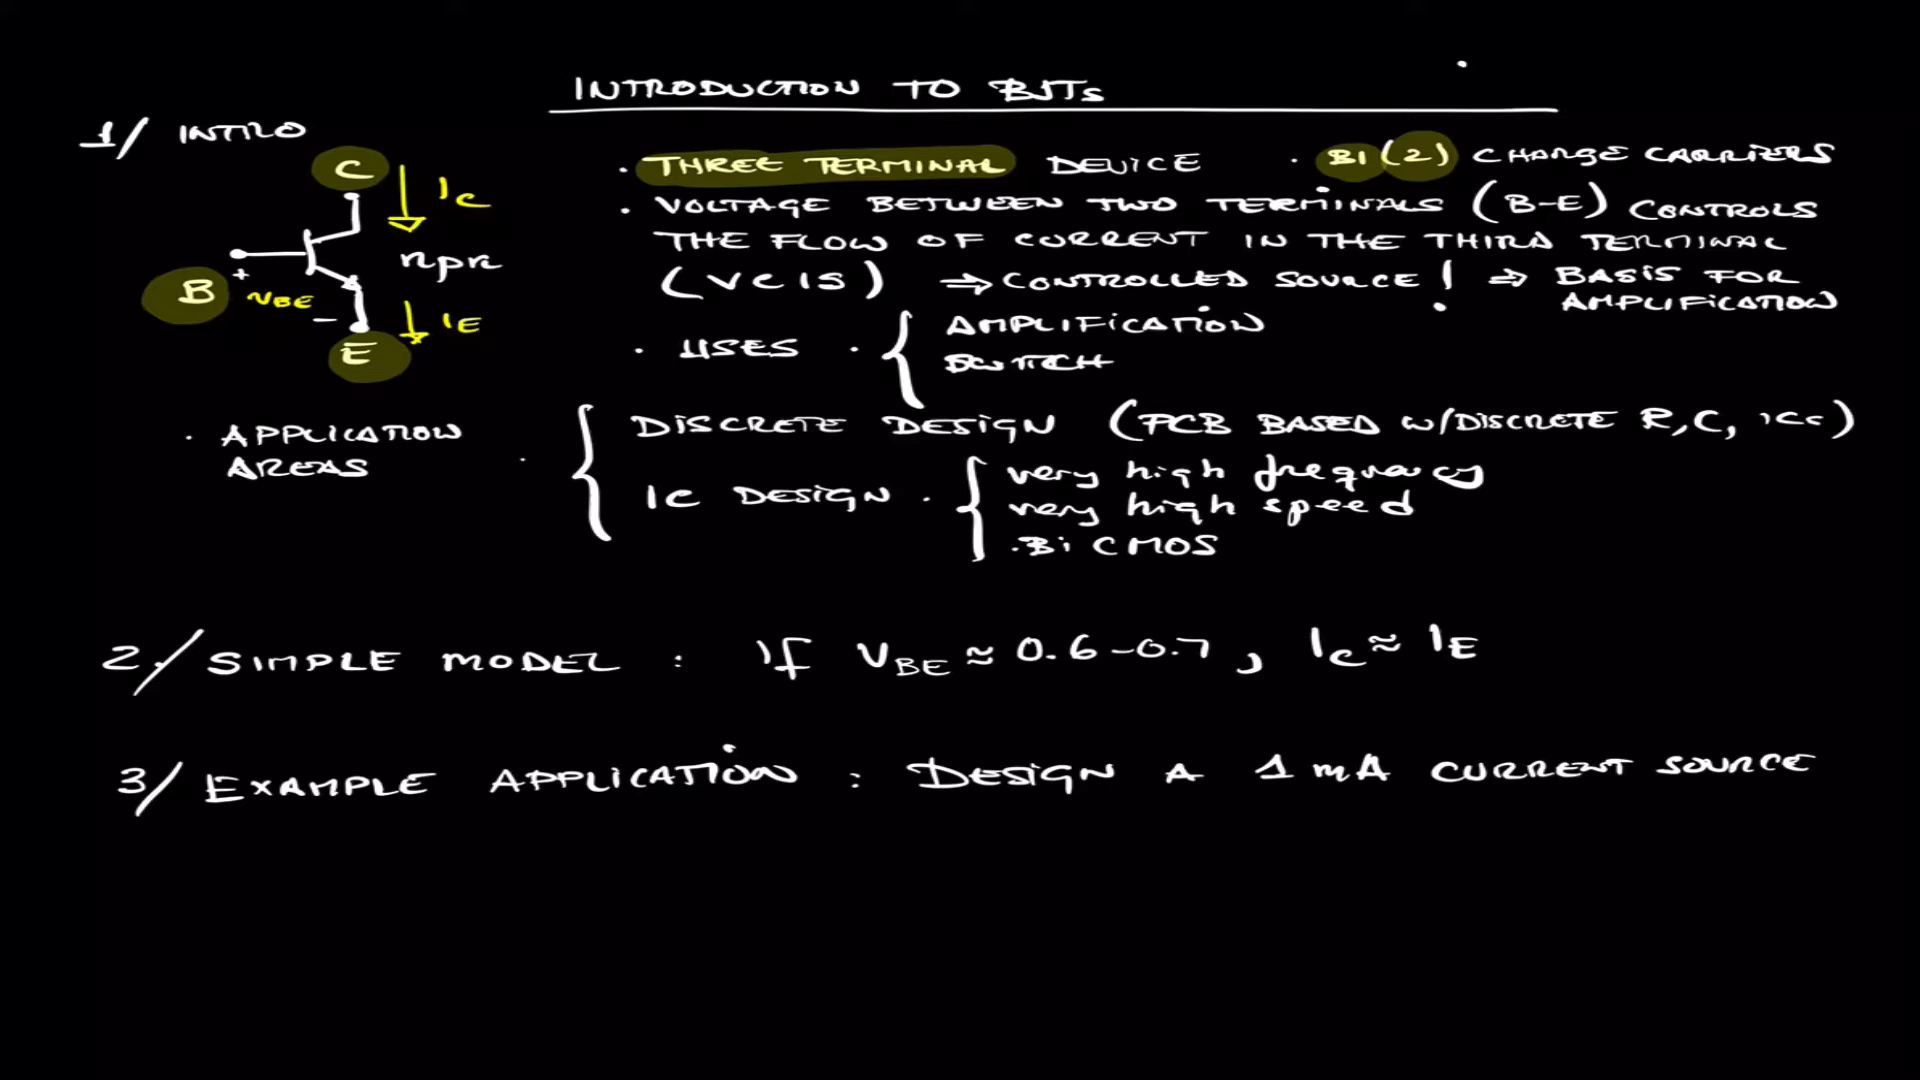 INTRODUCTION TO BJTs
1/ INTRO
C
IC
npn
B
+
VBE
-
IE
E
· THREE TERMINAL DEVICE · BI (2) CHARGE CARRIERS
· VOLTAGE BETWEEN TWO TERMINALS (B-E) CONTROLS
THE FLOW OF CURRENT IN THE THIRD TERMINAL
(VCIS) ⇒ CONTROLLED SOURCE! ⇒ BASIS FOR
AMPLIFICATION
· USES · { AMPLIFICATION
SWITCH
· APPLICATION
AREAS
· { DISCRETE DESIGN (PCB BASED w/DISCRETE R, C, ICs)
IC DESIGN · { very high frequency
very high speed
· Bi CMOS
2/ SIMPLE MODEL : If VBE ≈ 0.6-0.7, IC ≈ IE
3/ EXAMPLE APPLICATION : DESIGN A 1 mA CURRENT SOURCE